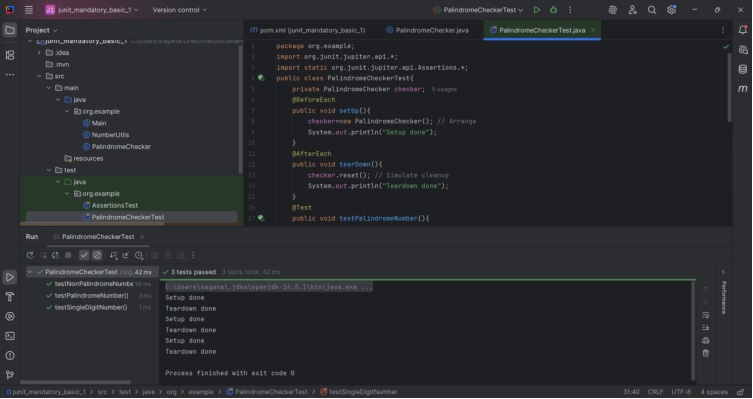 J1 junit_mandatory_basic_1 Version control PalindromeCheckerTest
Project
pom.xml (junit_mandatory_basic_1) PalindromeChecker.java PalindromeCheckerTest.java
junit_mandatory_basic_1
.idea
.mvn
src
main
java
org.example
Main
NumberUtils
PalindromeChecker
resources
test
java
org.example
AssertionsTest
PalindromeCheckerTest
1 package org.example;
2 import org.junit.jupiter.api.*;
3 import static org.junit.jupiter.api.Assertions.*;
4 public class PalindromeCheckerTest{
5 private PalindromeChecker checker; 5 usages
6 @BeforeEach
7 public void setUp(){
8 checker=new PalindromeChecker(); // Arrange
9 System.out.println("Setup done");
10 }
11 @AfterEach
12 public void tearDown(){
13 checker.reset(); // Simulate cleanup
14 System.out.println("Teardown done");
15 }
16 @Test
17 public void testPalindromeNumber(){
Run PalindromeCheckerTest
PalindromeCheckerTest (org 42 ms
testNonPalindromeNumbe 38 ms
testPalindromeNumber() 3 ms
testSingleDigitNumber() 1 ms
3 tests passed 3 tests total, 42 ms
C:\Users\sagana\.jdks\openjdk-24.0.1\bin\java.exe ...
Setup done
Teardown done
Setup done
Teardown done
Setup done
Teardown done
Process finished with exit code 0
Performance
junit_mandatory_basic_1 > src > test > java > org > example > PalindromeCheckerTest > testSingleDigitNumber 31:40 CRLF UTF-8 4 spaces